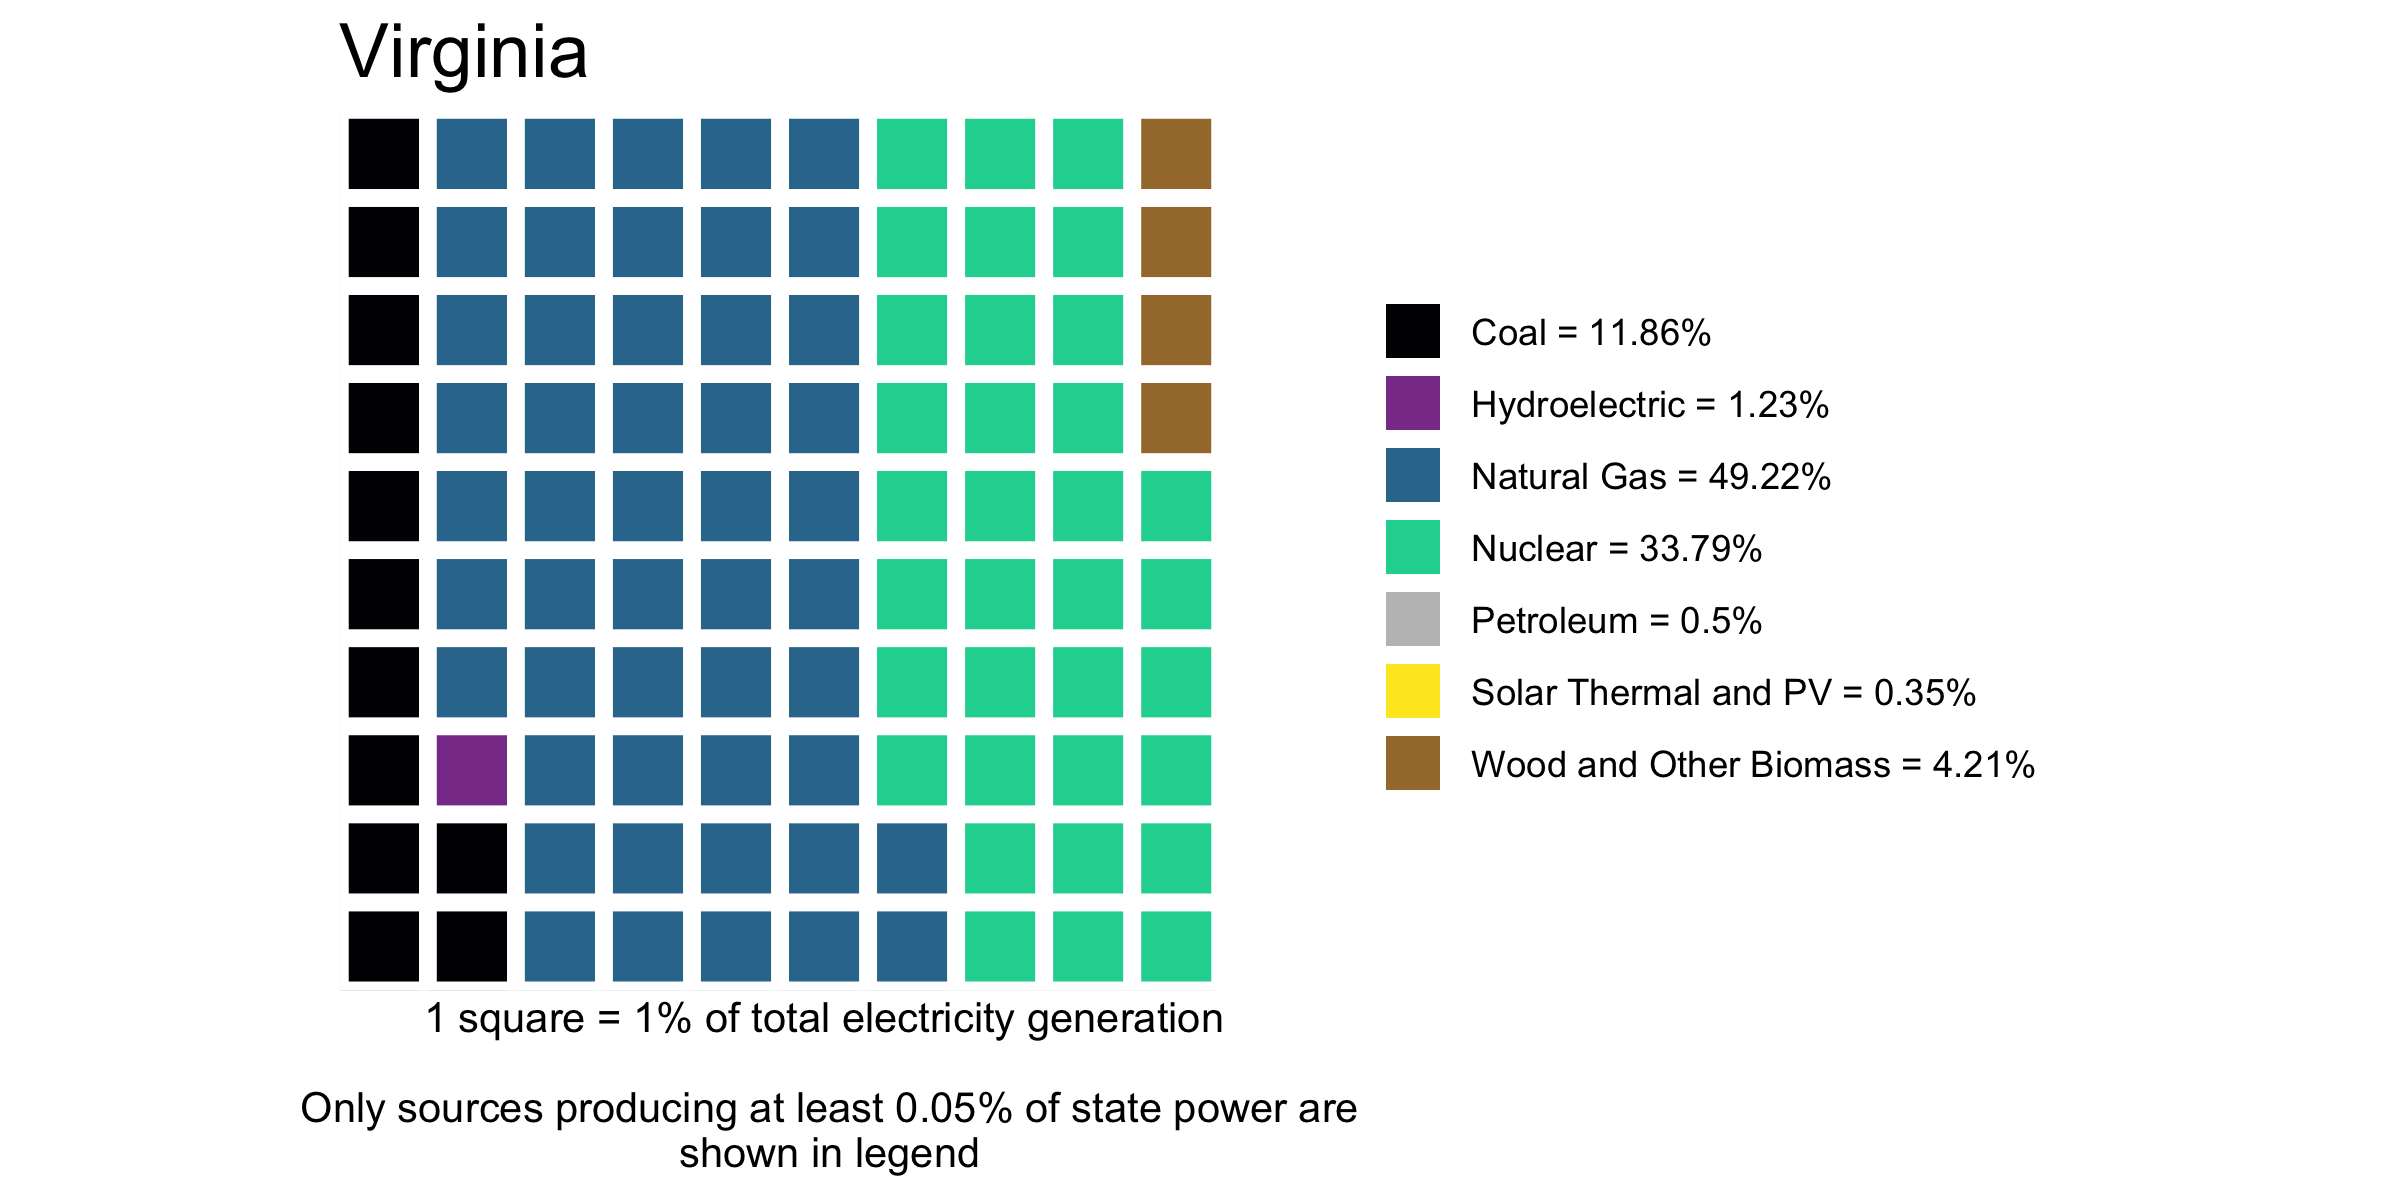 Virginia
Coal = 11.86%
Hydroelectric = 1.23%
Natural Gas = 49.22%
Nuclear = 33.79%
Petroleum = 0.5%
Solar Thermal and PV = 0.35%
Wood and Other Biomass = 4.21%
1 square = 1% of total electricity generation
Only sources producing at least 0.05% of state power are
shown in legend